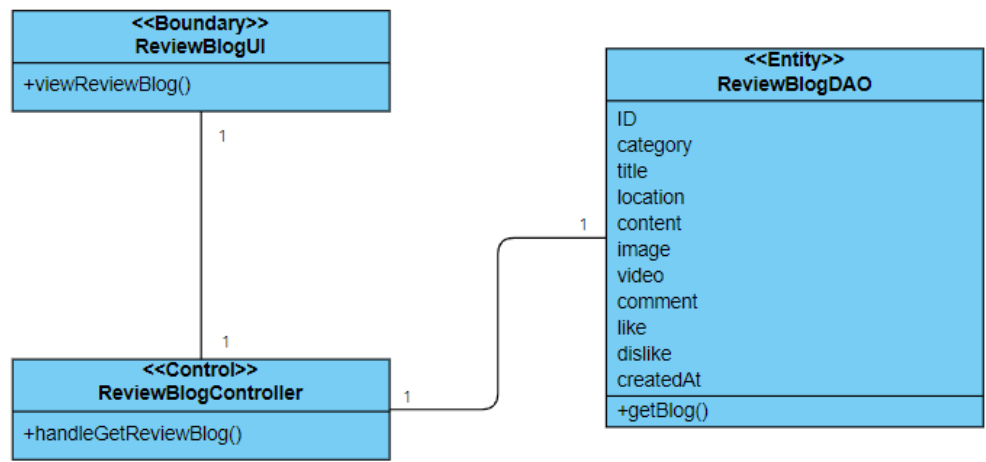 <<Boundary>>
ReviewBlogUI
+viewReviewBlog()
1
1
<<Control>>
ReviewBlogController
+handleGetReviewBlog()
1
1
<<Entity>>
ReviewBlogDAO
ID
category
title
location
content
image
video
comment
like
dislike
createdAt
+getBlog()